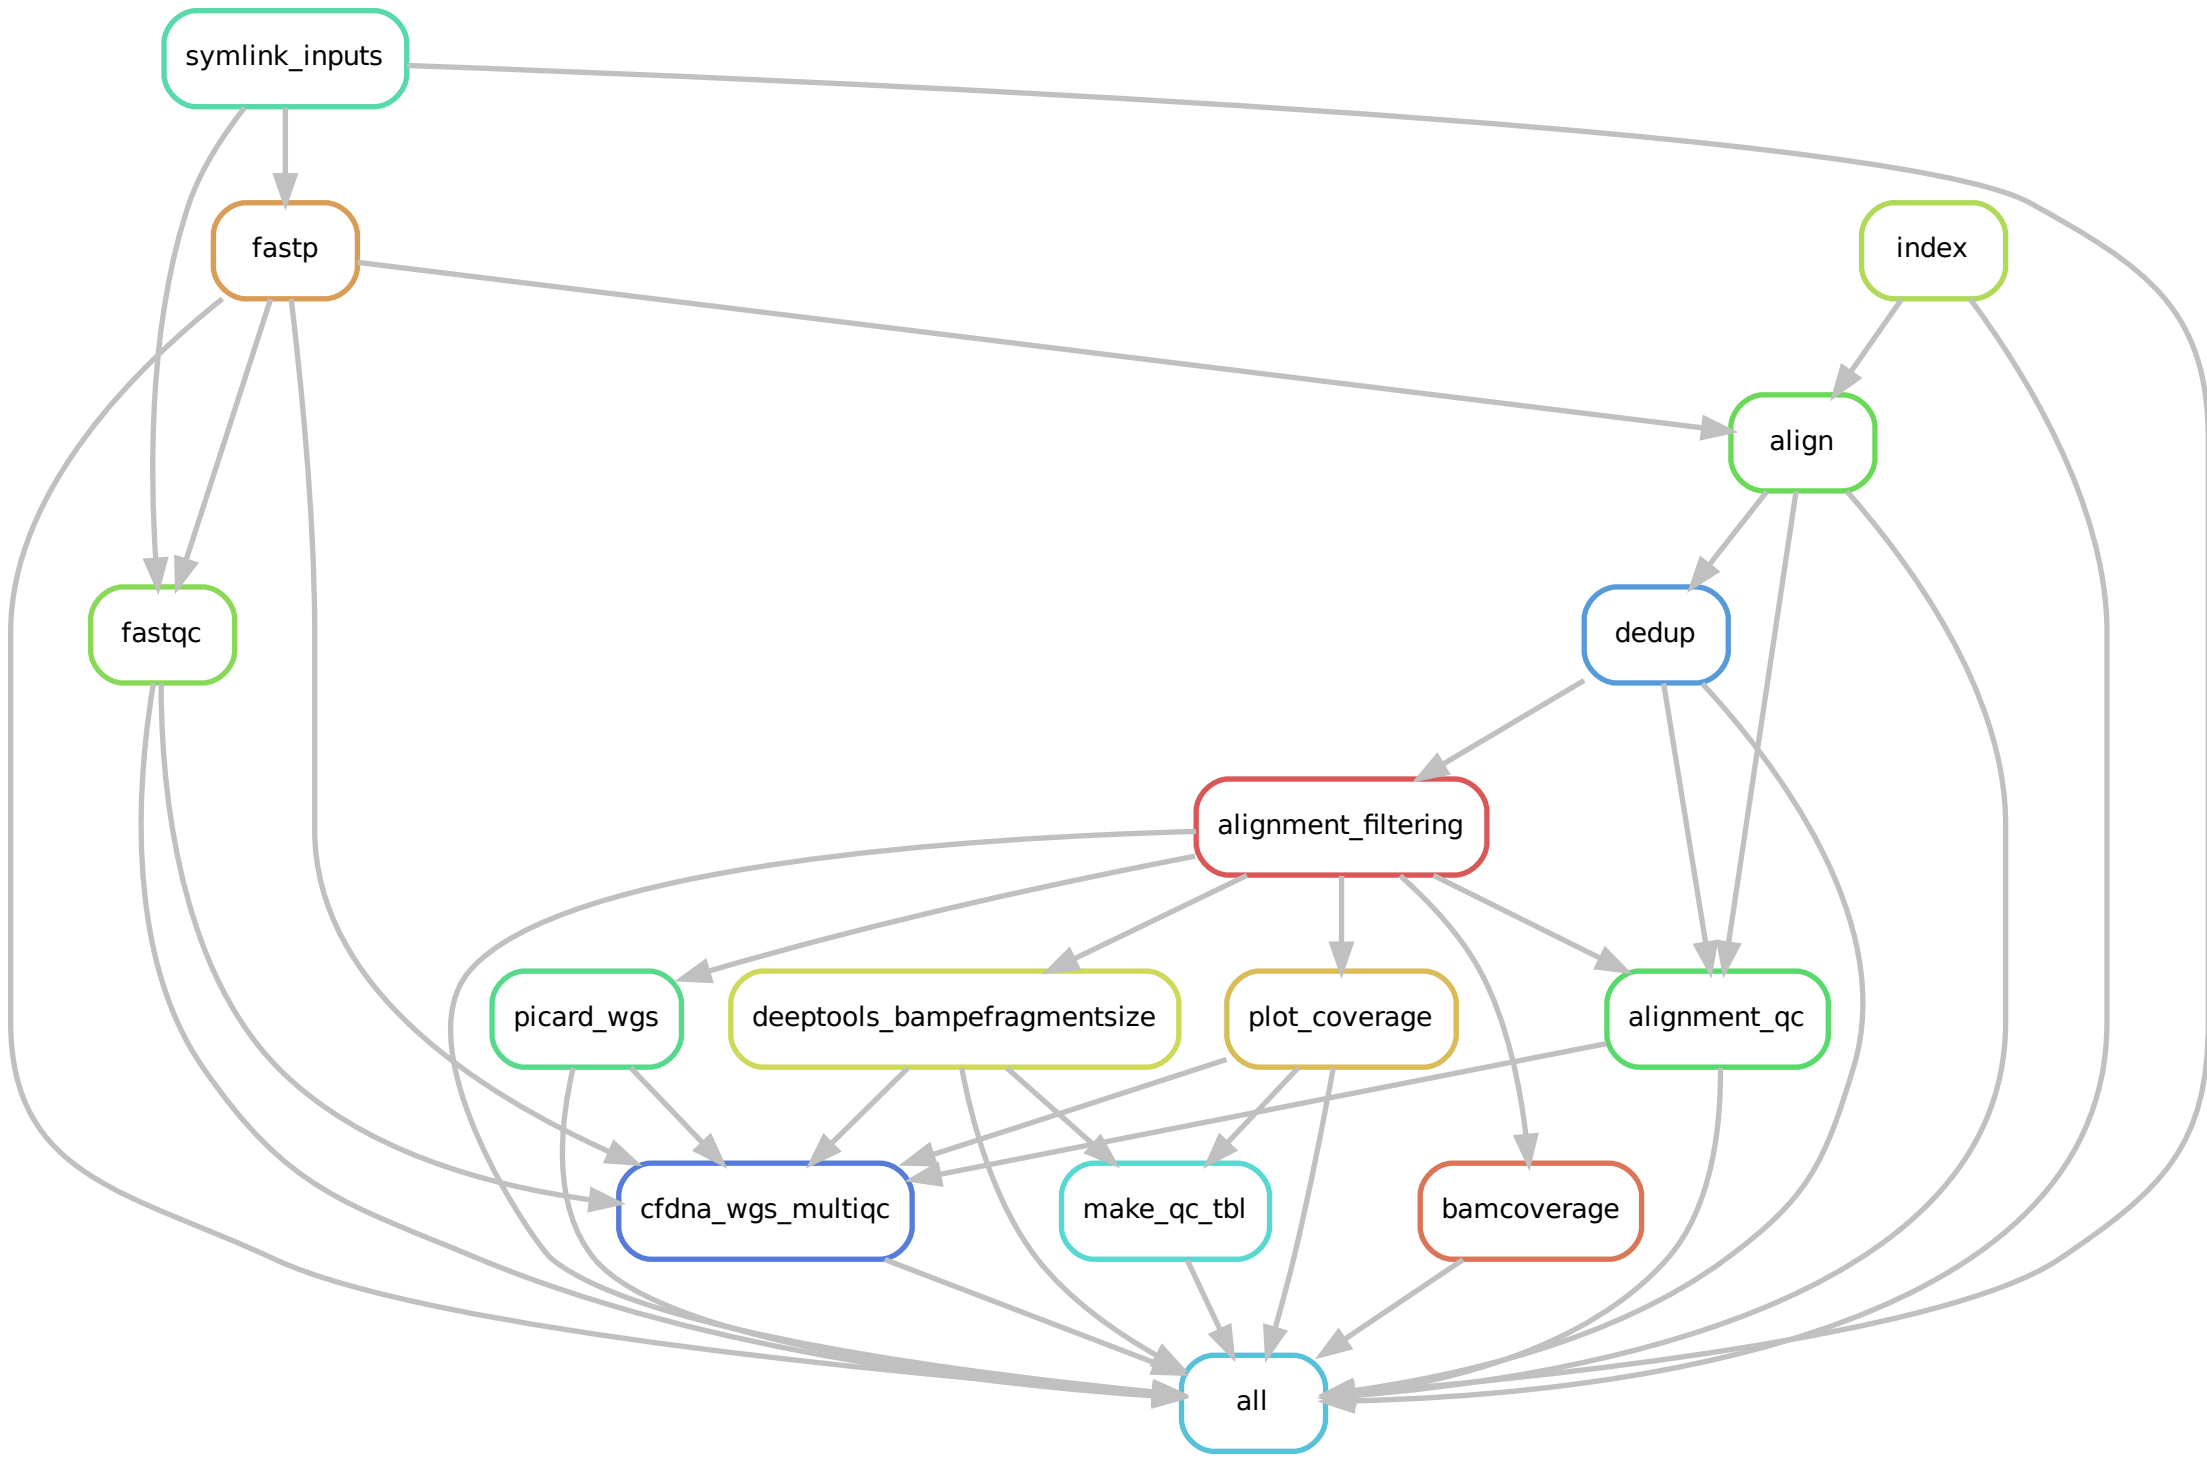 symlink_inputs
fastp
index
align
fastqc
dedup
alignment_filtering
picard_wgs
deeptools_bampefragmentsize
plot_coverage
alignment_qc
cfdna_wgs_multiqc
make_qc_tbl
bamcoverage
all